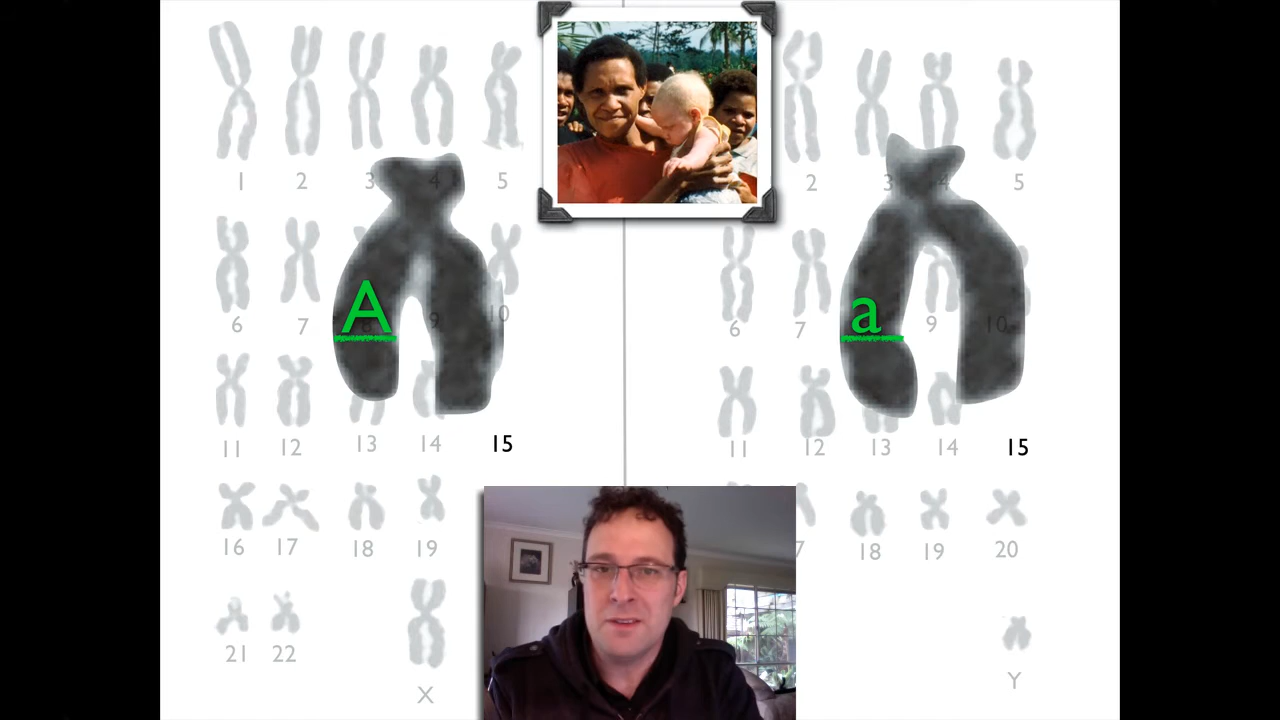 1 2 3 4 5 2 3 4 5
A a
6 7 8 9 10 6 7 9 10
11 12 13 14 15 11 12 13 14 15
16 17 18 19 7 18 19 20
21 22 X Y